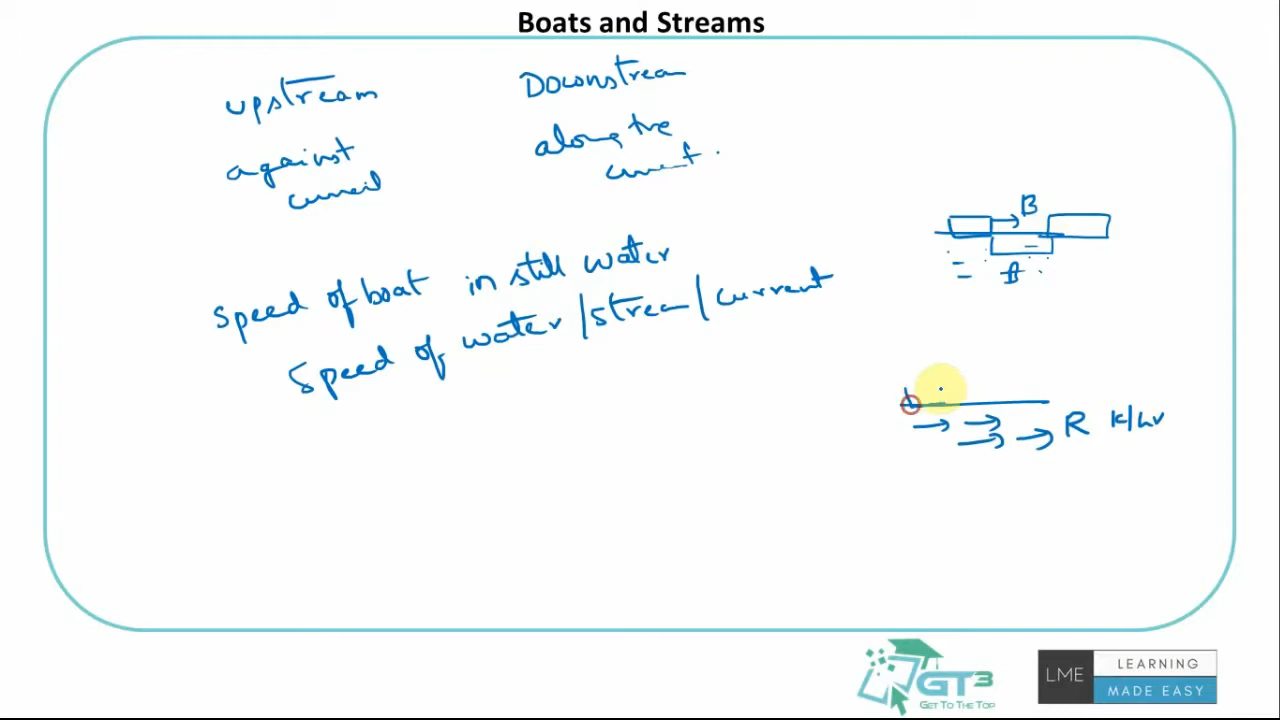 Boats and Streams
upstream
Downstream
against
current
along the
current.
Speed of boat in still water
Speed of water/stream/current
B
B
R K/hr
GT3
GET TO THE TOP
LME
LEARNING
MADE EASY